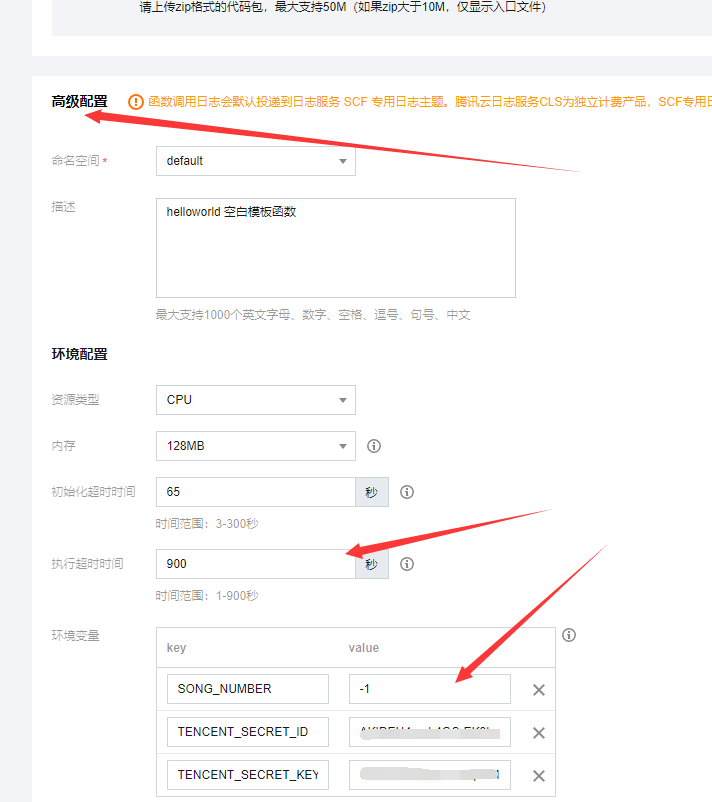 请上传zip格式的代码包，最大支持50M（如果zip大于10M，仅显示入口文件）
高级配置 函数调用日志会默认投递到日志服务 SCF 专用日志主题。腾讯云日志服务CLS为独立计费产品，SCF专用日
命名空间 * default
描述 helloworld 空白模板函数
最大支持1000个英文字母、数字、空格、逗号、句号、中文
环境配置
资源类型 CPU
内存 128MB
初始化超时时间 65 秒
时间范围：3-300秒
执行超时时间 900 秒
时间范围：1-900秒
环境变量 key value
SONG_NUMBER -1
TENCENT_SECRET_ID
TENCENT_SECRET_KEY